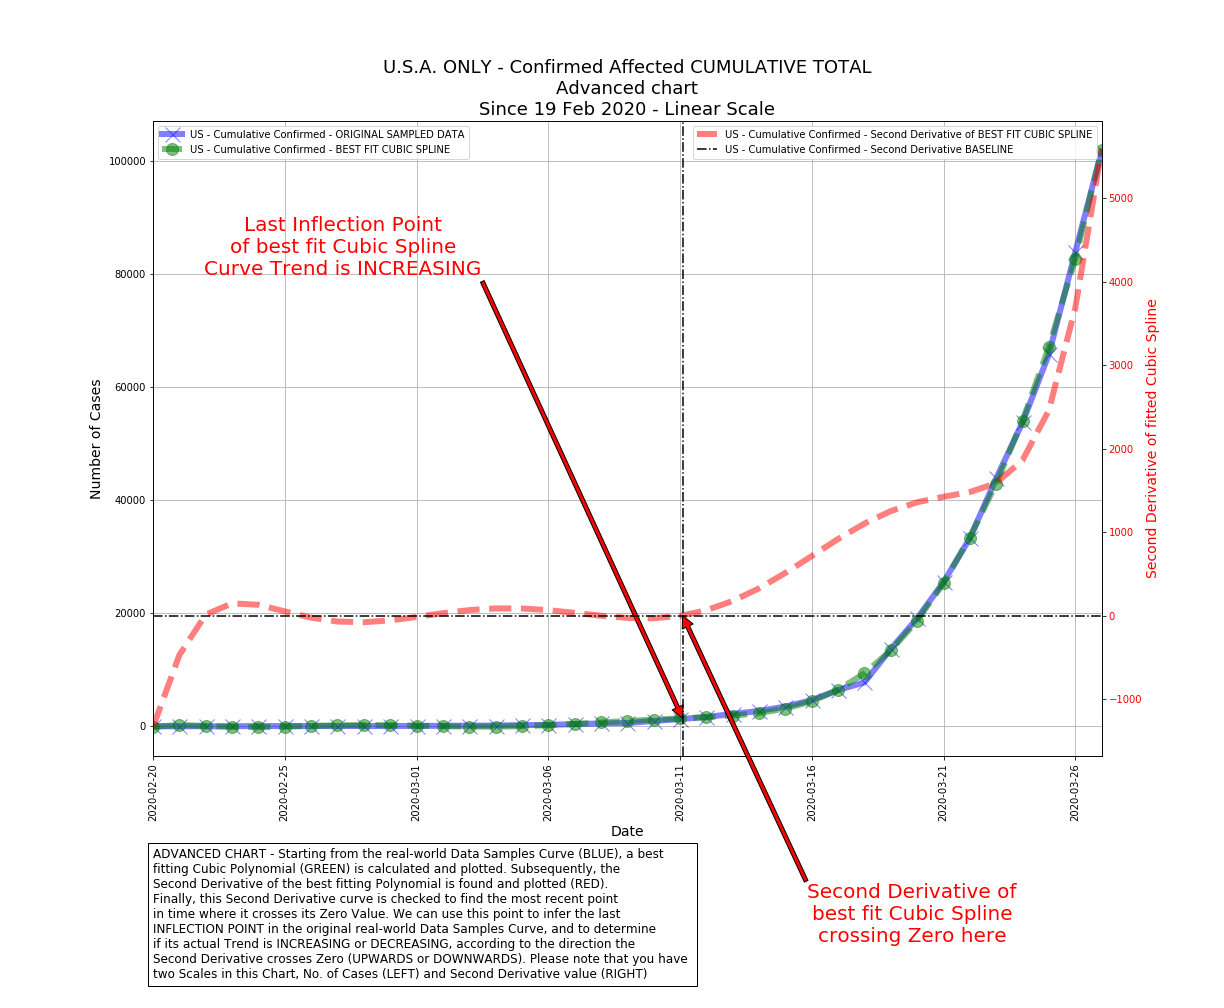 U.S.A. ONLY - Confirmed Affected CUMULATIVE TOTAL
Advanced chart
Since 19 Feb 2020 - Linear Scale
US - Cumulative Confirmed - ORIGINAL SAMPLED DATA
US - Cumulative Confirmed - BEST FIT CUBIC SPLINE
US - Cumulative Confirmed - Second Derivative of BEST FIT CUBIC SPLINE
US - Cumulative Confirmed - Second Derivative BASELINE
Last Inflection Point
of best fit Cubic Spline
Curve Trend is INCREASING
Number of Cases
100000
80000
60000
40000
20000
0
Second Derivative of fitted Cubic Spline
5000
4000
3000
2000
1000
0
−1000
2020-02-20
2020-02-25
2020-03-01
2020-03-06
2020-03-11
2020-03-16
2020-03-21
2020-03-26
Date
ADVANCED CHART - Starting from the real-world Data Samples Curve (BLUE), a best
fitting Cubic Polynomial (GREEN) is calculated and plotted. Subsequently, the
Second Derivative of the best fitting Polynomial is found and plotted (RED).
Finally, this Second Derivative curve is checked to find the most recent point
in time where it crosses its Zero Value. We can use this point to infer the last
INFLECTION POINT in the original real-world Data Samples Curve, and to determine
if its actual Trend is INCREASING or DECREASING, according to the direction the
Second Derivative crosses Zero (UPWARDS or DOWNWARDS). Please note that you have
two Scales in this Chart, No. of Cases (LEFT) and Second Derivative value (RIGHT)
Second Derivative of
best fit Cubic Spline
crossing Zero here